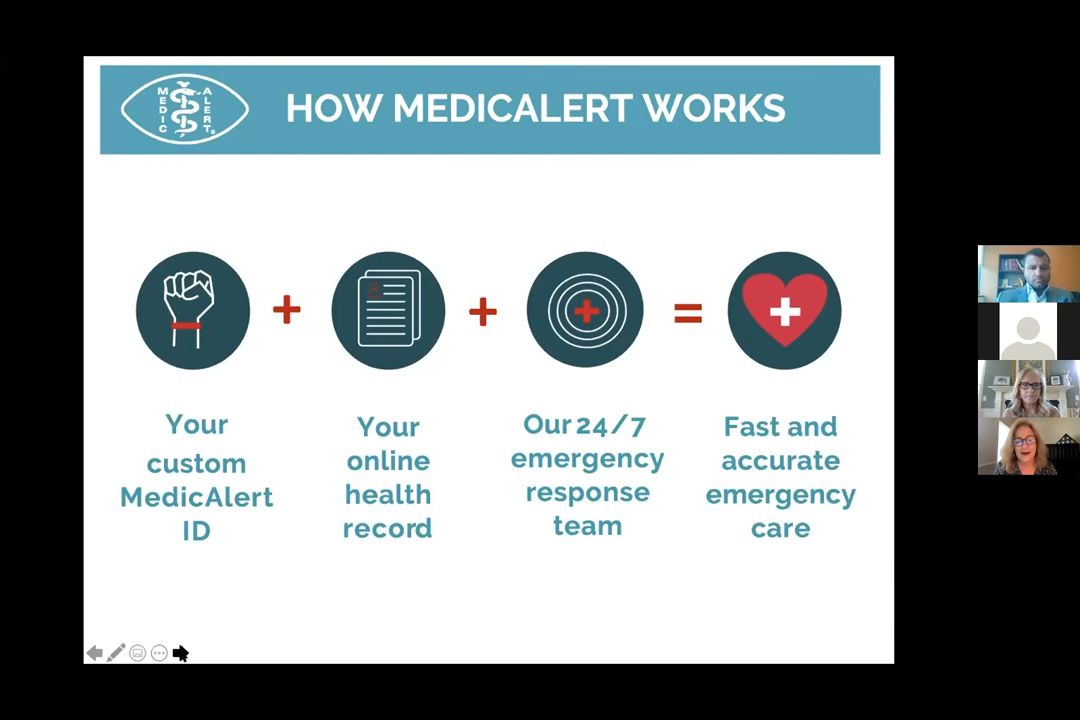 MEDIC ALERT
HOW MEDICALERT WORKS
Your
custom
MedicAlert
ID
Your
online
health
record
Our 24/7
emergency
response
team
Fast and
accurate
emergency
care